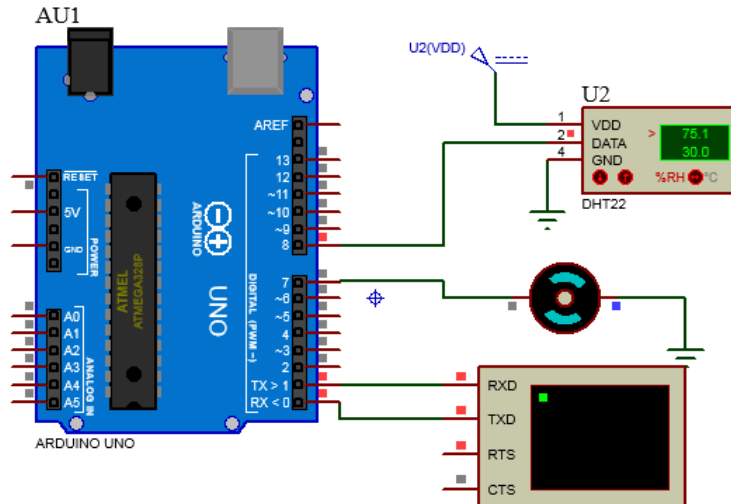 AU1
AREF
13
12
~11
~10
~9
8
7
~6
~5
4
~3
2
TX > 1
RX < 0
DIGITAL (PWM ~)
RESET
5V
GND
POWER
A0
A1
A2
A3
A4
A5
ANALOG IN
ATMEL
ATMEGA328P
ARDUINO
UNO
ARDUINO UNO
U2(VDD)
U2
1
2
4
VDD
DATA
GND
>
75.1
30.0
%RH
°C
DHT22
RXD
TXD
RTS
CTS